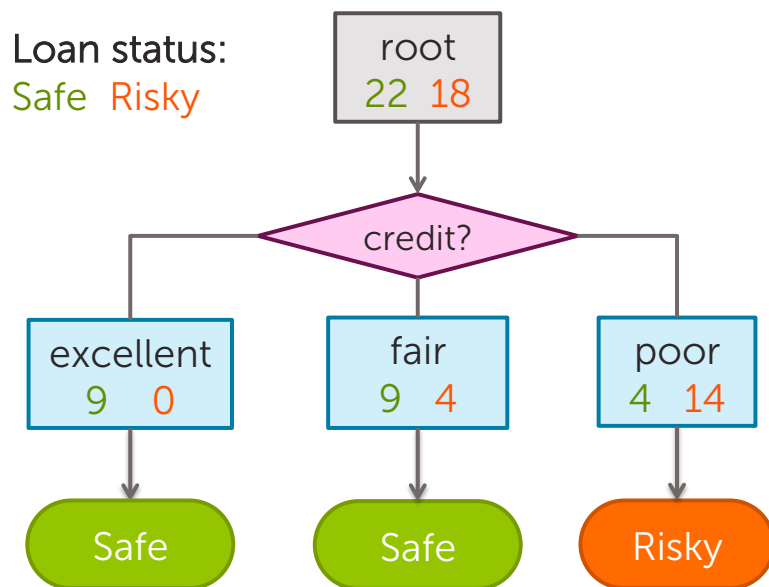 Loan status:
Safe Risky
root
22 18
credit?
excellent
9 0
fair
9 4
poor
4 14
Safe
Safe
Risky